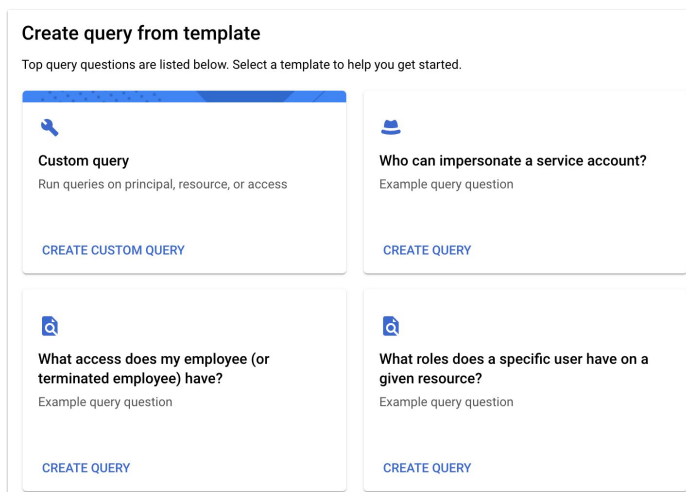 Create query from template
Top query questions are listed below. Select a template to help you get started.
Custom query
Run queries on principal, resource, or access
CREATE CUSTOM QUERY
Who can impersonate a service account?
Example query question
CREATE QUERY
What access does my employee (or
terminated employee) have?
Example query question
CREATE QUERY
What roles does a specific user have on a
given resource?
Example query question
CREATE QUERY